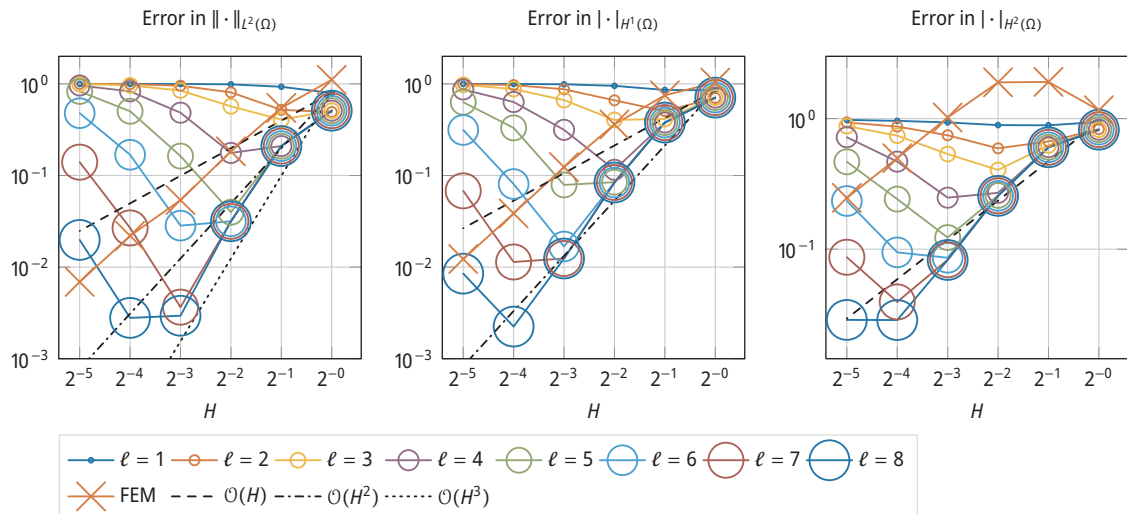 Error in ‖ · ‖_{L²(Ω)}
Error in | · |_{H¹(Ω)}
Error in | · |_{H²(Ω)}
10⁰
10⁻¹
10⁻²
10⁻³
2⁻⁵ 2⁻⁴ 2⁻³ 2⁻² 2⁻¹ 2⁻⁰
H
10⁰
10⁻¹
10⁻²
10⁻³
2⁻⁵ 2⁻⁴ 2⁻³ 2⁻² 2⁻¹ 2⁻⁰
H
10⁰
10⁻¹
2⁻⁵ 2⁻⁴ 2⁻³ 2⁻² 2⁻¹ 2⁻⁰
H
ℓ = 1 ℓ = 2 ℓ = 3 ℓ = 4 ℓ = 5 ℓ = 6 ℓ = 7 ℓ = 8
FEM 𝒪(H) 𝒪(H²) 𝒪(H³)